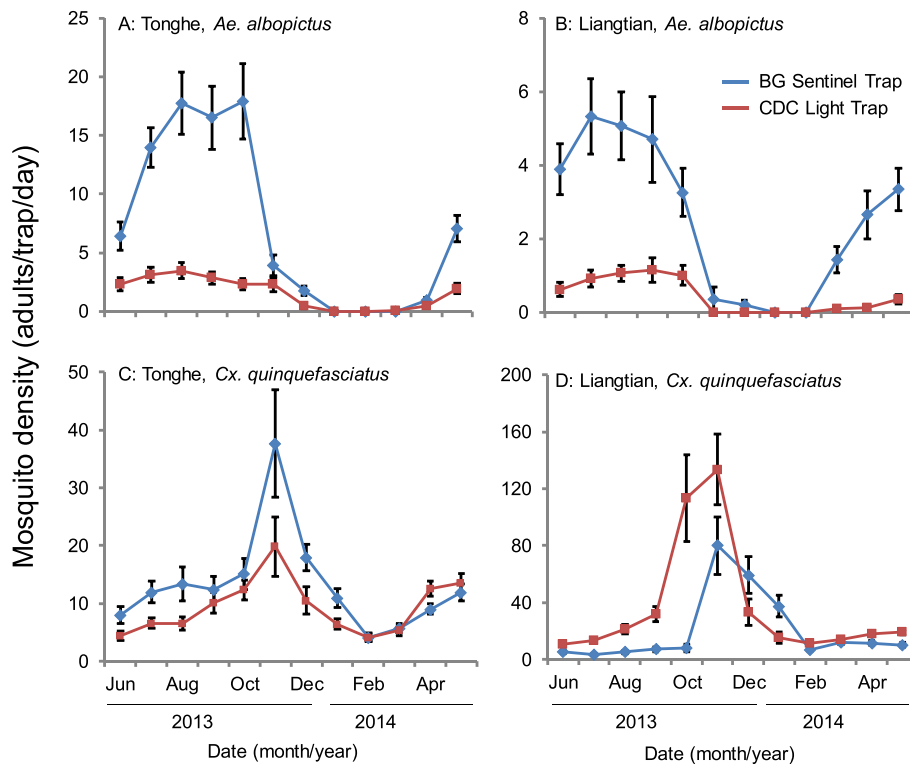 Mosquito density (adults/trap/day)
A: Tonghe, Ae. albopictus
25
20
15
10
5
0
B: Liangtian, Ae. albopictus
8
6
4
2
0
BG Sentinel Trap
CDC Light Trap
C: Tonghe, Cx. quinquefasciatus
50
40
30
20
10
0
Jun Aug Oct Dec Feb Apr
2013 2014
Date (month/year)
D: Liangtian, Cx. quinquefasciatus
200
160
120
80
40
0
Jun Aug Oct Dec Feb Apr
2013 2014
Date (month/year)